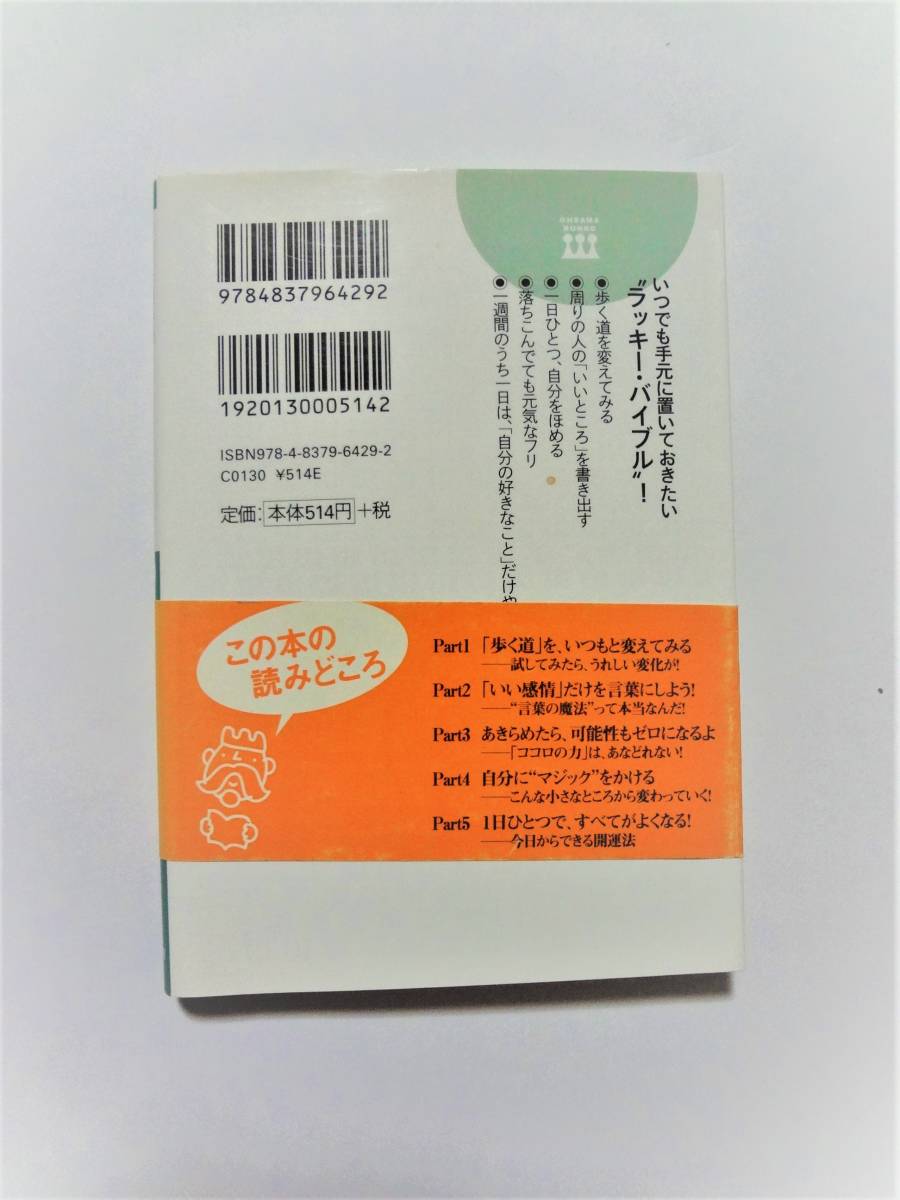 OHSAMA
BUNKO
いつでも手元に置いておきたい
“ラッキー・バイブル”！
◉歩く道を変えてみる
◉周りの人の「いいところ」を書き出す
◉一日ひとつ、自分をほめる
◉落ちこんでても元気なフリ
◉一週間のうち一日は、「自分の好きなこと」だけや
9784837964292
1920130005142
ISBN978-4-8379-6429-2
C0130 ¥514E
定価：本体514円＋税
この本の
読みどころ
Part1 「歩く道」を、いつもと変えてみる
――試してみたら、うれしい変化が！
Part2 「いい感情」だけを言葉にしよう！
――“言葉の魔法”って本当なんだ！
Part3 あきらめたら、可能性もゼロになるよ
――「ココロの力」は、あなどれない！
Part4 自分に“マジック”をかける
――こんな小さなところから変わっていく！
Part5 1日ひとつで、すべてがよくなる！
――今日からできる開運法